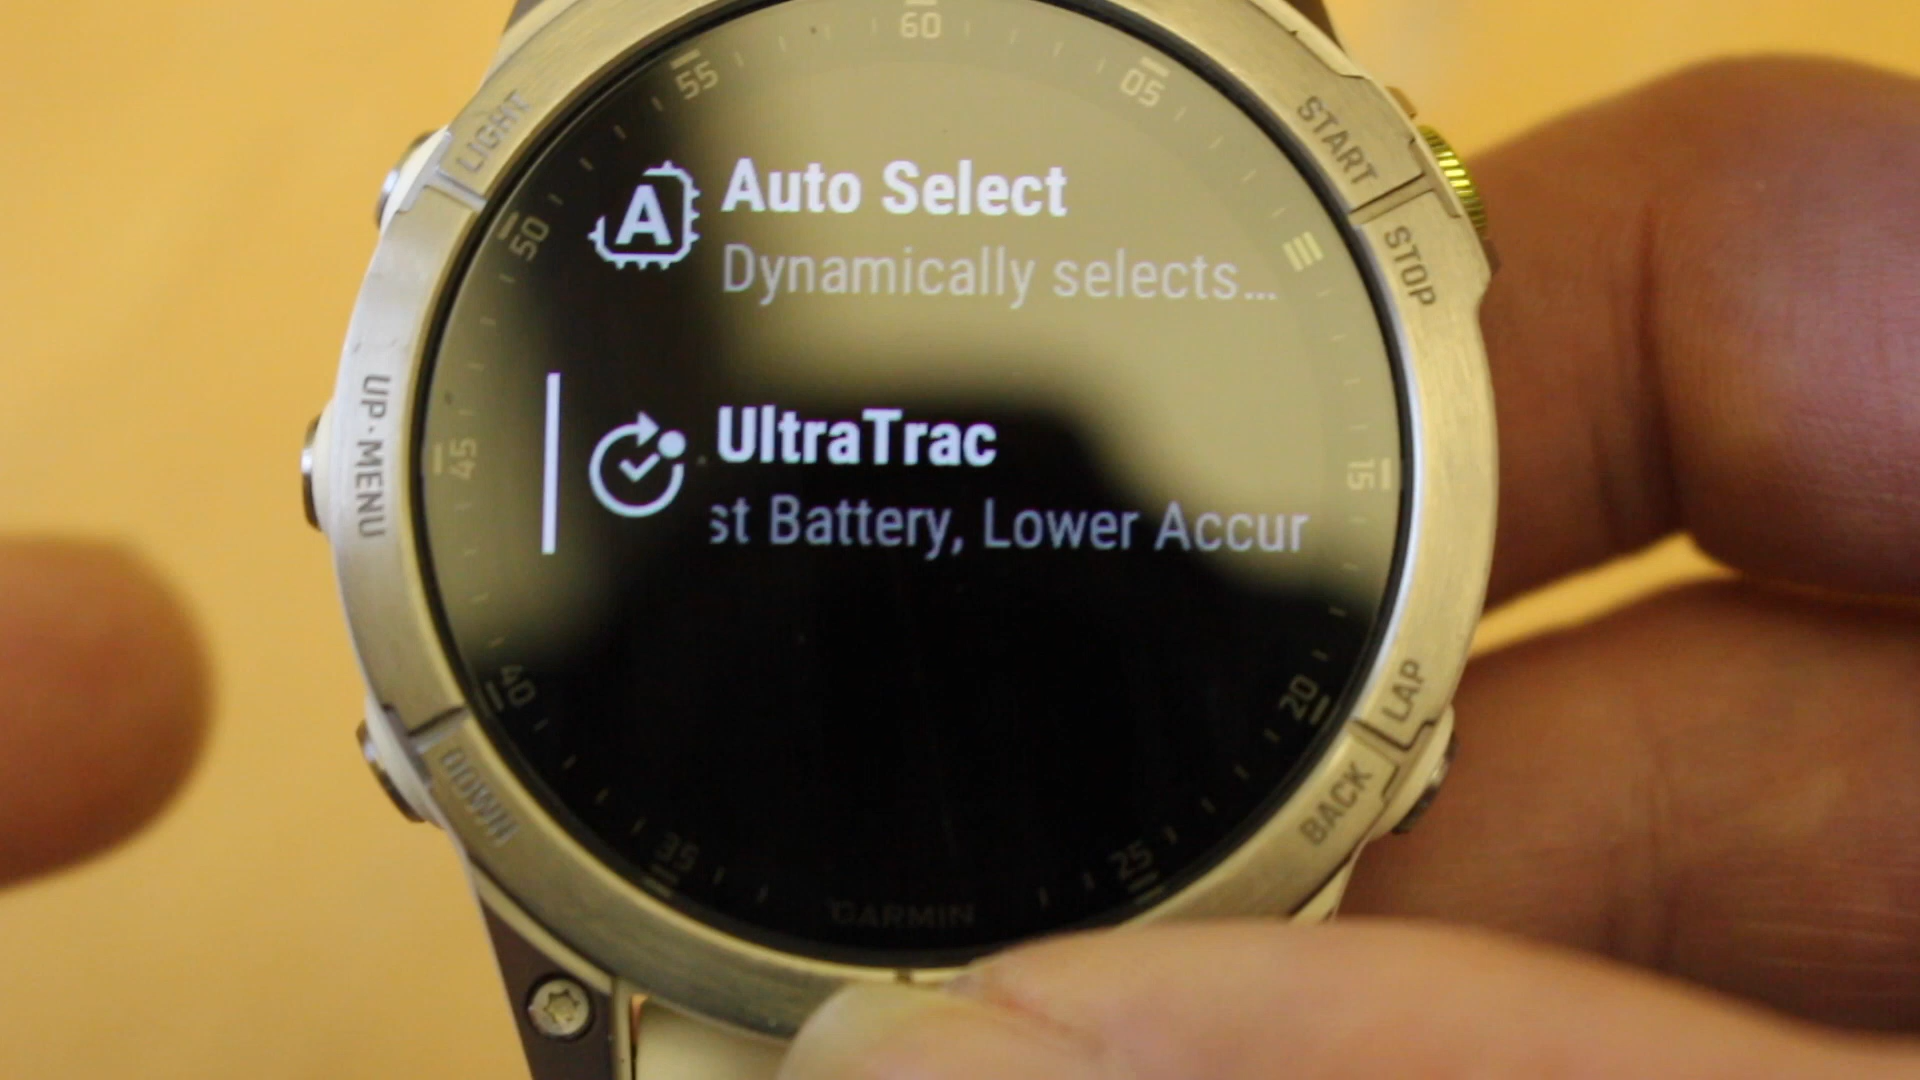 60
55
05
LIGHT
START
A
Auto Select
50
STOP
Dynamically selects...
UP·MENU
45
UltraTrac
15
st Battery, Lower Accur
40
20
LAP
DOWN
BACK
35
25
GARMIN